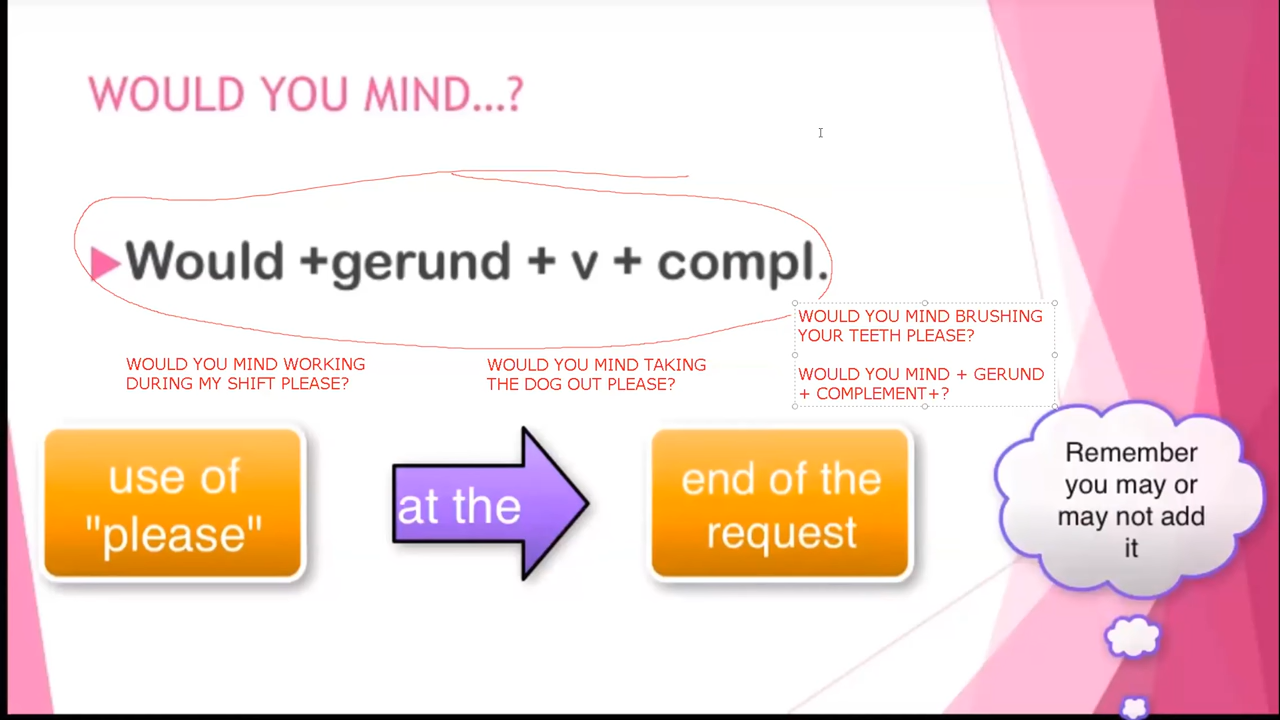 WOULD YOU MIND...?
Would +gerund + v + compl.
WOULD YOU MIND WORKING
DURING MY SHIFT PLEASE?
WOULD YOU MIND TAKING
THE DOG OUT PLEASE?
WOULD YOU MIND BRUSHING
YOUR TEETH PLEASE?
WOULD YOU MIND + GERUND
+ COMPLEMENT+?
use of
"please"
at the
end of the
request
Remember
you may or
may not add
it